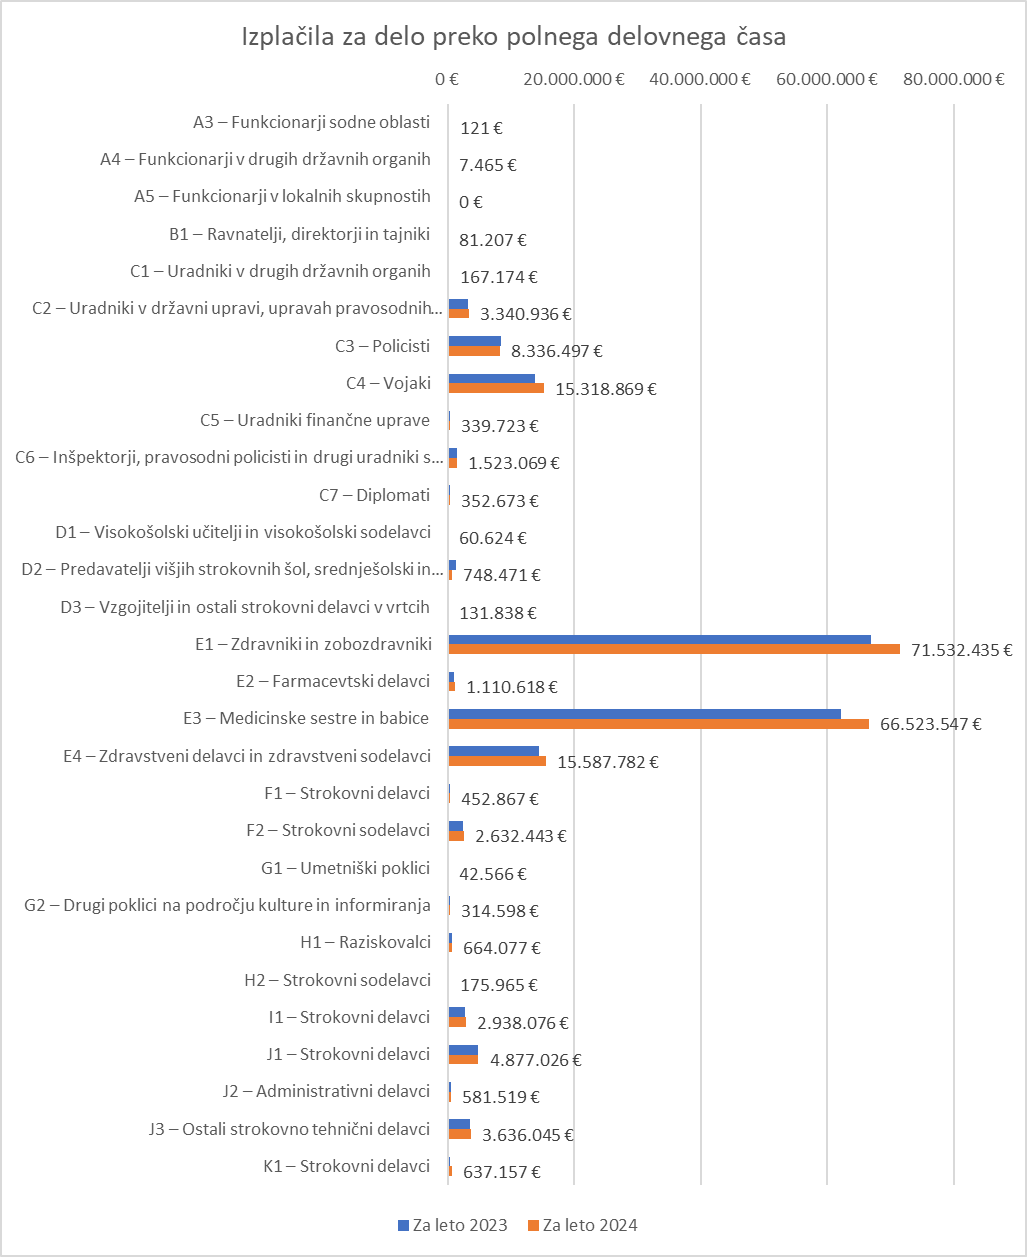 Izplačila za delo preko polnega delovnega časa
0 € 20.000.000 € 40.000.000 € 60.000.000 € 80.000.000 €
A3 – Funkcionarji sodne oblasti 121 €
A4 – Funkcionarji v drugih državnih organih 7.465 €
A5 – Funkcionarji v lokalnih skupnostih 0 €
B1 – Ravnatelji, direktorji in tajniki 81.207 €
C1 – Uradniki v drugih državnih organih 167.174 €
C2 – Uradniki v državni upravi, upravah pravosodnih... 3.340.936 €
C3 – Policisti 8.336.497 €
C4 – Vojaki 15.318.869 €
C5 – Uradniki finančne uprave 339.723 €
C6 – Inšpektorji, pravosodni policisti in drugi uradniki s... 1.523.069 €
C7 – Diplomati 352.673 €
D1 – Visokošolski učitelji in visokošolski sodelavci 60.624 €
D2 – Predavatelji višjih strokovnih šol, srednješolski in... 748.471 €
D3 – Vzgojitelji in ostali strokovni delavci v vrtcih 131.838 €
E1 – Zdravniki in zobozdravniki 71.532.435 €
E2 – Farmacevtski delavci 1.110.618 €
E3 – Medicinske sestre in babice 66.523.547 €
E4 – Zdravstveni delavci in zdravstveni sodelavci 15.587.782 €
F1 – Strokovni delavci 452.867 €
F2 – Strokovni sodelavci 2.632.443 €
G1 – Umetniški poklici 42.566 €
G2 – Drugi poklici na področju kulture in informiranja 314.598 €
H1 – Raziskovalci 664.077 €
H2 – Strokovni sodelavci 175.965 €
I1 – Strokovni delavci 2.938.076 €
J1 – Strokovni delavci 4.877.026 €
J2 – Administrativni delavci 581.519 €
J3 – Ostali strokovno tehnični delavci 3.636.045 €
K1 – Strokovni delavci 637.157 €
Za leto 2023 Za leto 2024